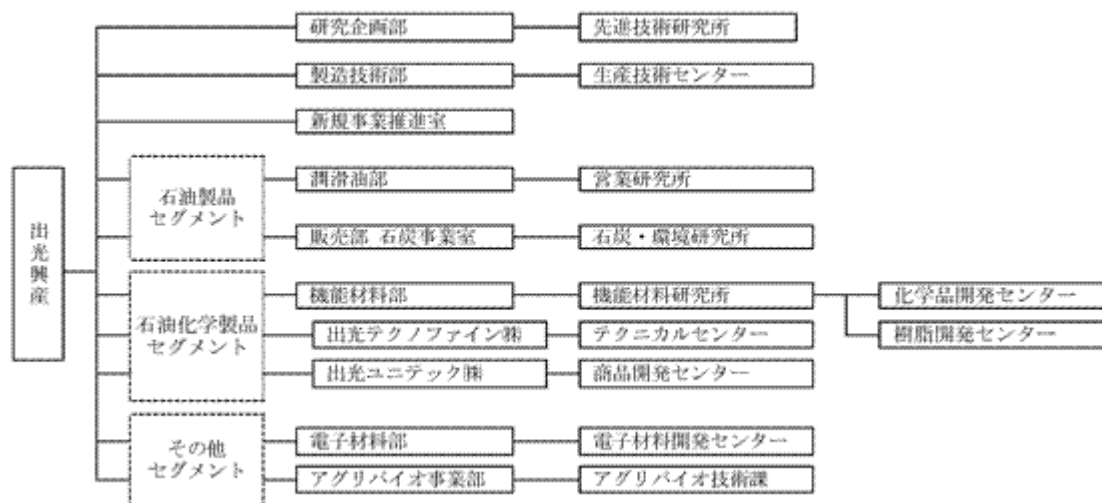 出光興産
研究企画部
先進技術研究所
製造技術部
生産技術センター
新規事業推進室
石油製品
セグメント
潤滑油部
営業研究所
販売部 石炭事業室
石炭・環境研究所
石油化学製品
セグメント
機能材料部
機能材料研究所
化学品開発センター
樹脂開発センター
出光テクノファイン㈱
テクニカルセンター
出光ユニテック㈱
商品開発センター
その他
セグメント
電子材料部
電子材料開発センター
アグリバイオ事業部
アグリバイオ技術課